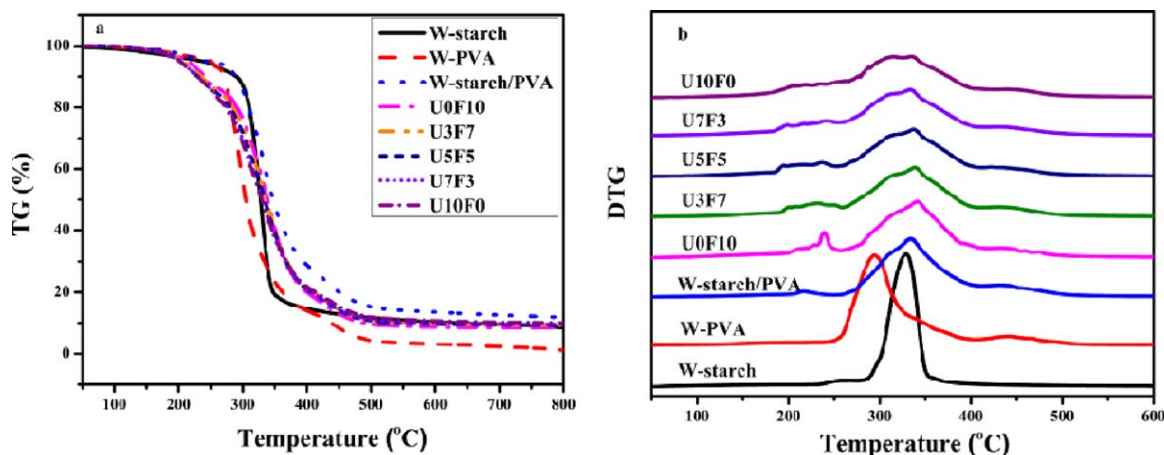 a
W-starch
W-PVA
W-starch/PVA
U0F10
U3F7
U5F5
U7F3
U10F0
100
80
60
40
20
0
TG (%)
100 200 300 400 500 600 700 800
Temperature (°C)
b
U10F0
U7F3
U5F5
U3F7
U0F10
W-starch/PVA
W-PVA
W-starch
DTG
100 200 300 400 500 600
Temperature (°C)